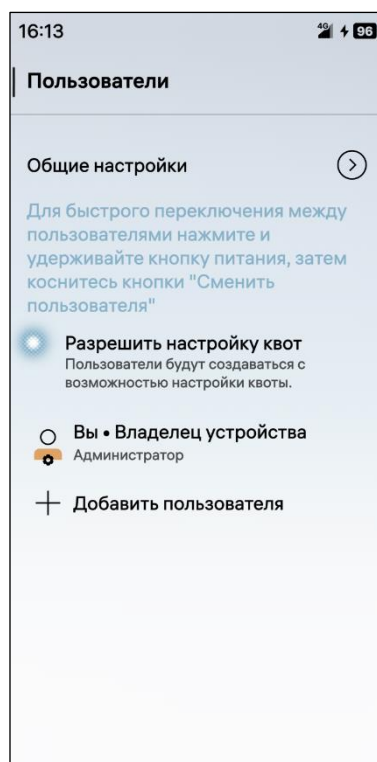 16:13
4G 96
Пользователи
Общие настройки
Для быстрого переключения между
пользователями нажмите и
удерживайте кнопку питания, затем
коснитесь кнопки "Сменить
пользователя"
Разрешить настройку квот
Пользователи будут создаваться с
возможностью настройки квоты.
Вы • Владелец устройства
Администратор
Добавить пользователя